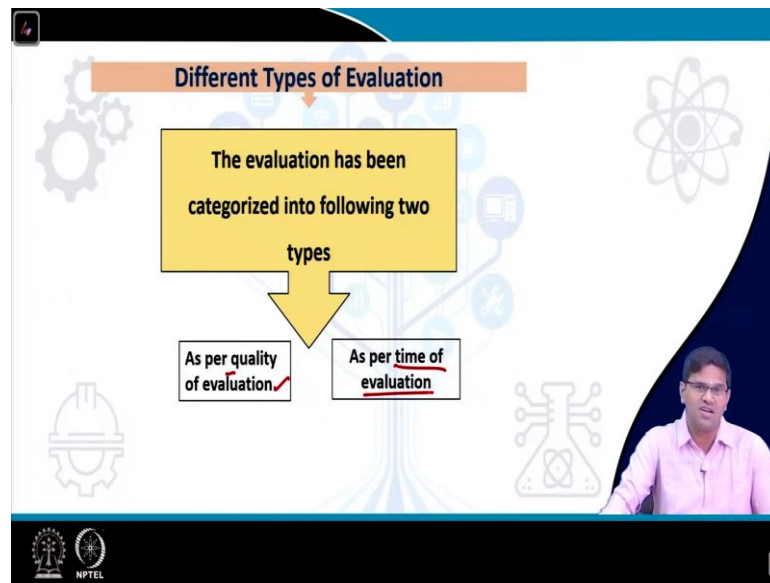 Different Types of Evaluation
The evaluation has been
categorized into following two
types
As per quality
of evaluation
As per time of
evaluation
NPTEL